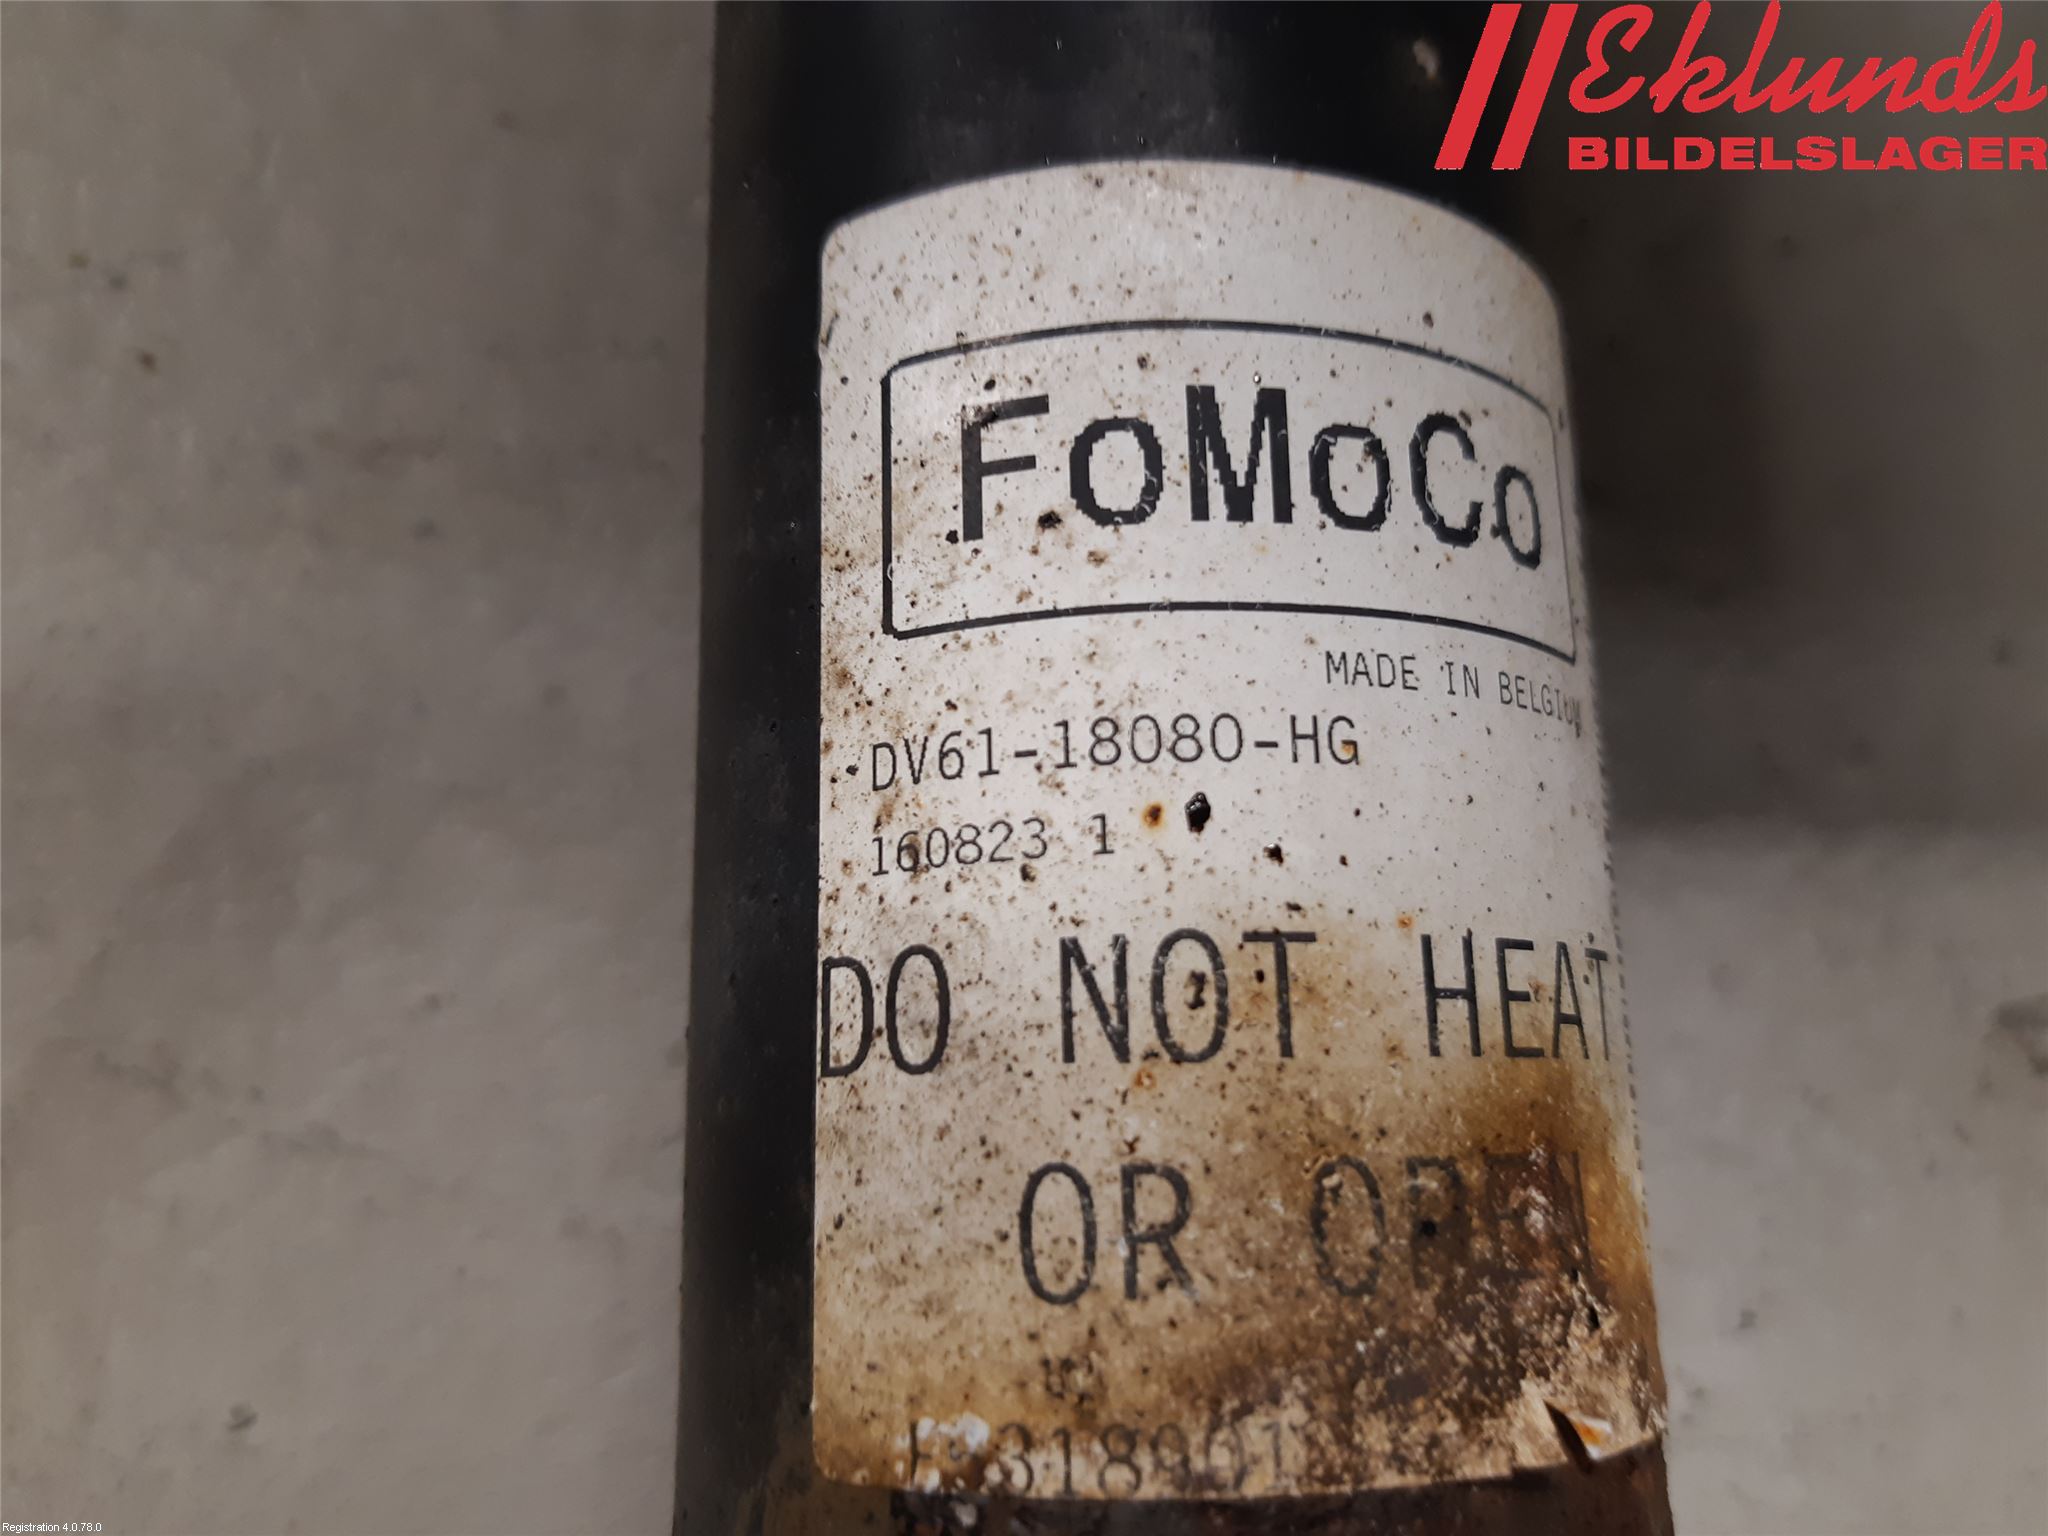 Eklunds
BILDELSLAGER
FoMoCo
MADE IN BELGIUM
DV61-18080-HG
160823 1
DO NOT HEAT
OR OPEN
Registration 4.0.78.0